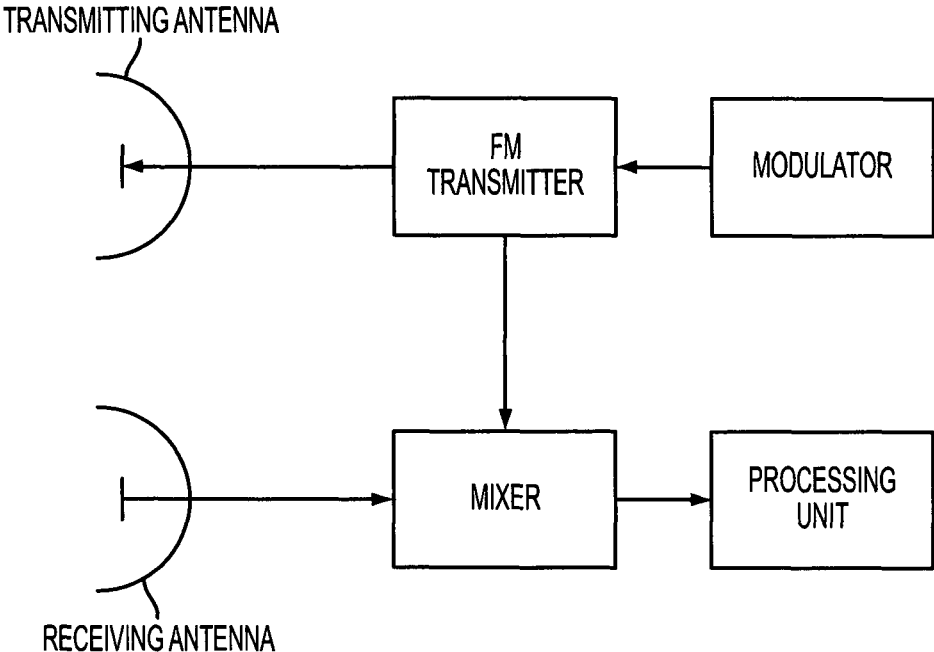 TRANSMITTING ANTENNA
FM
TRANSMITTER
MODULATOR
MIXER
PROCESSING
UNIT
RECEIVING ANTENNA